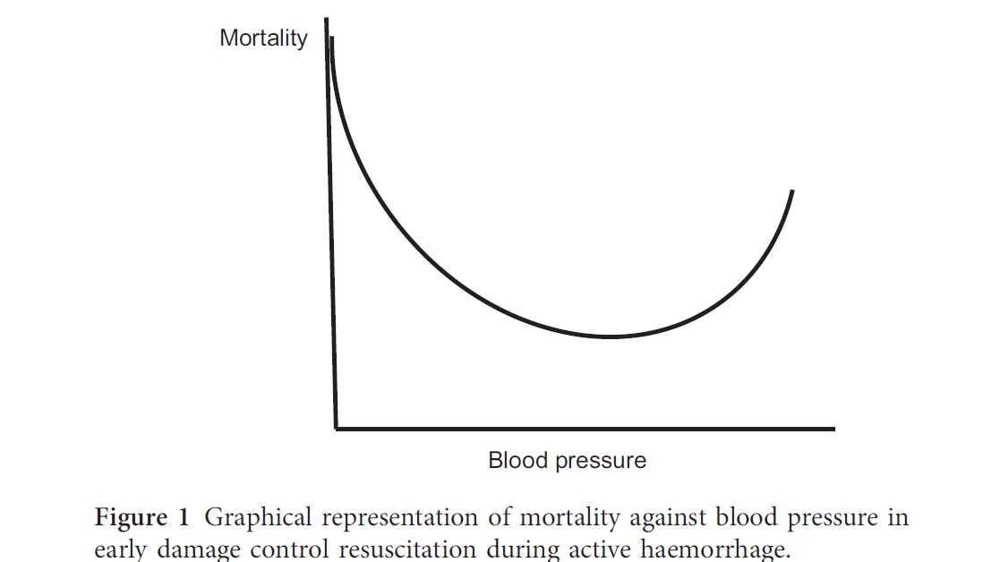 Mortality
Blood pressure
Figure 1 Graphical representation of mortality against blood pressure in
early damage control resuscitation during active haemorrhage.